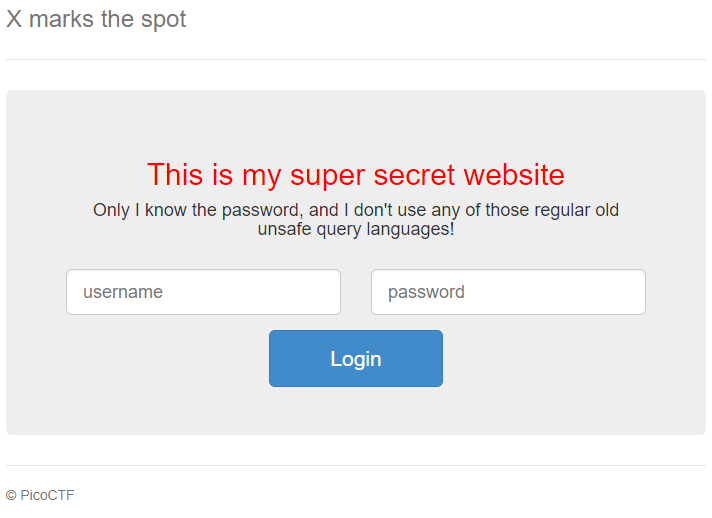 X marks the spot
This is my super secret website
Only I know the password, and I don't use any of those regular old
unsafe query languages!
username
password
Login
© PicoCTF